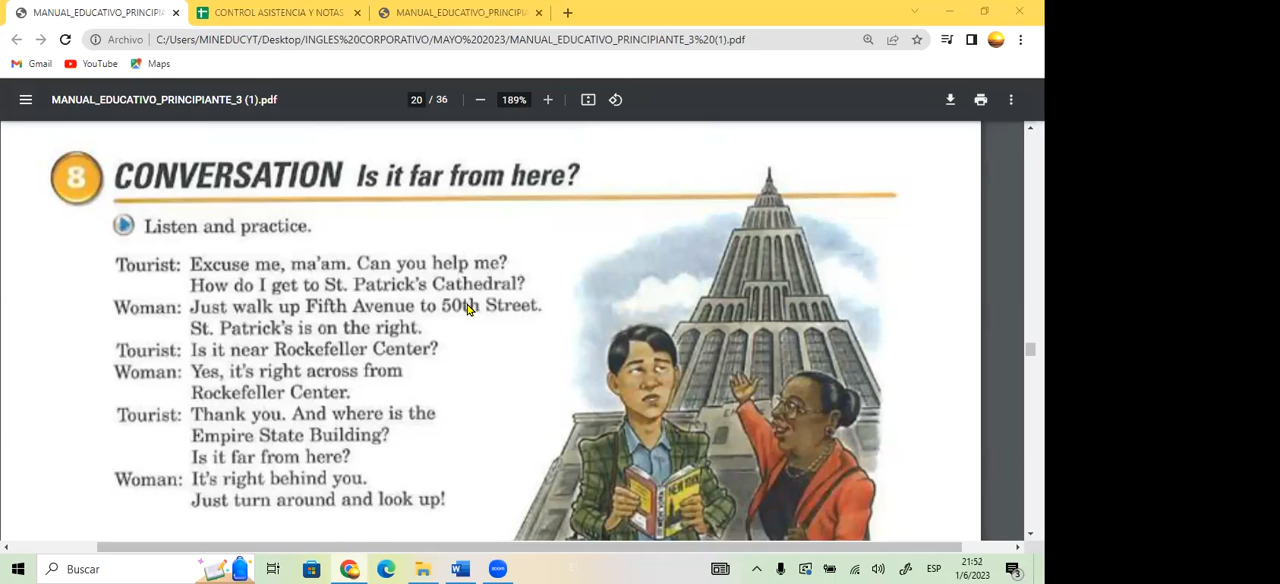 MANUAL_EDUCATIVO_PRINCIPI
CONTROL ASISTENCIA Y NOTAS
MANUAL_EDUCATIVO_PRINCIPI
Archivo
C:/Users/MINEDUCYT/Desktop/INGLES%20CORPORATIVO/MAYO%202023/MANUAL_EDUCATIVO_PRINCIPIANTE_3%20(1).pdf
Gmail
YouTube
Maps
MANUAL_EDUCATIVO_PRINCIPIANTE_3 (1).pdf
20 / 36
189%
8 CONVERSATION Is it far from here?
Listen and practice.
Tourist: Excuse me, ma'am. Can you help me?
How do I get to St. Patrick's Cathedral?
Woman: Just walk up Fifth Avenue to 50th Street.
St. Patrick's is on the right.
Tourist: Is it near Rockefeller Center?
Woman: Yes, it's right across from
Rockefeller Center.
Tourist: Thank you. And where is the
Empire State Building?
Is it far from here?
Woman: It's right behind you.
Just turn around and look up!
NEW YORK
Buscar
zoom
ESP
21:52
1/6/2023
3